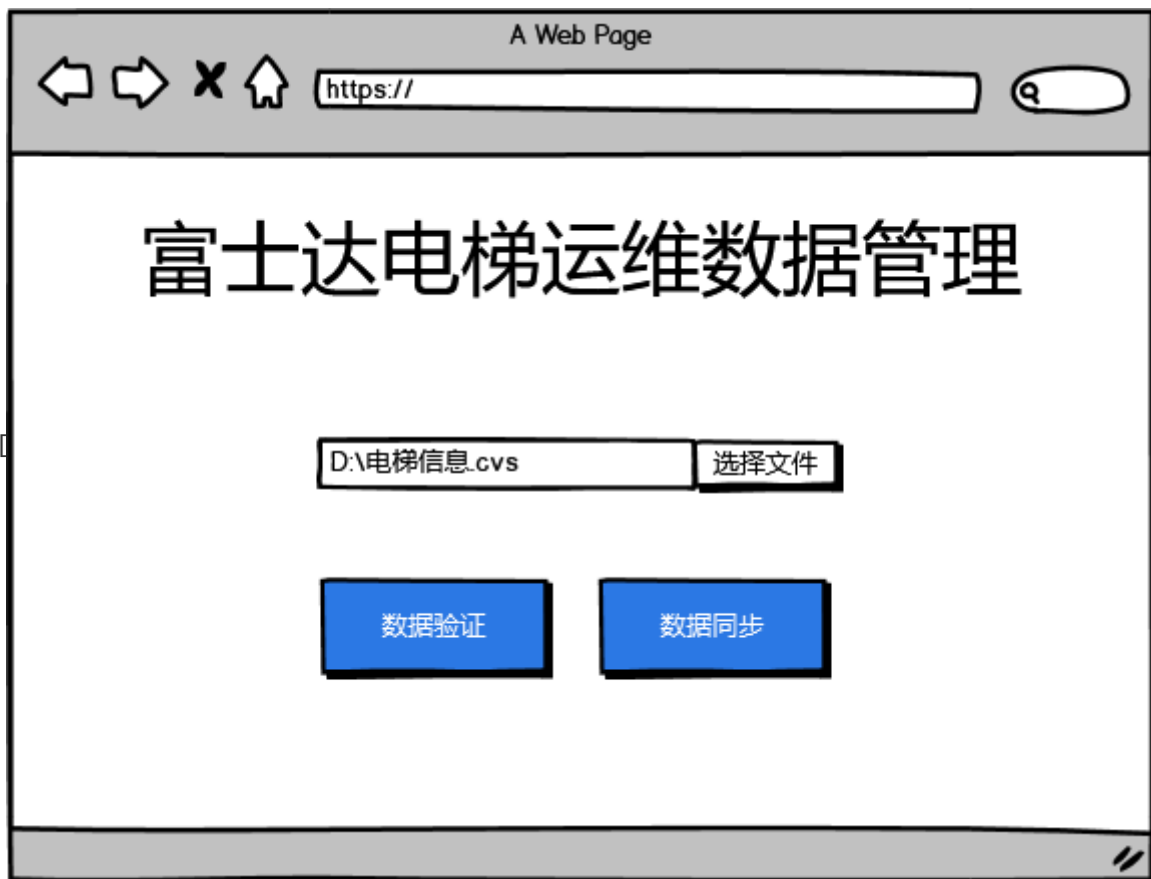 A Web Page
https://
富士达电梯运维数据管理
D:\电梯信息.cvs
选择文件
数据验证
数据同步